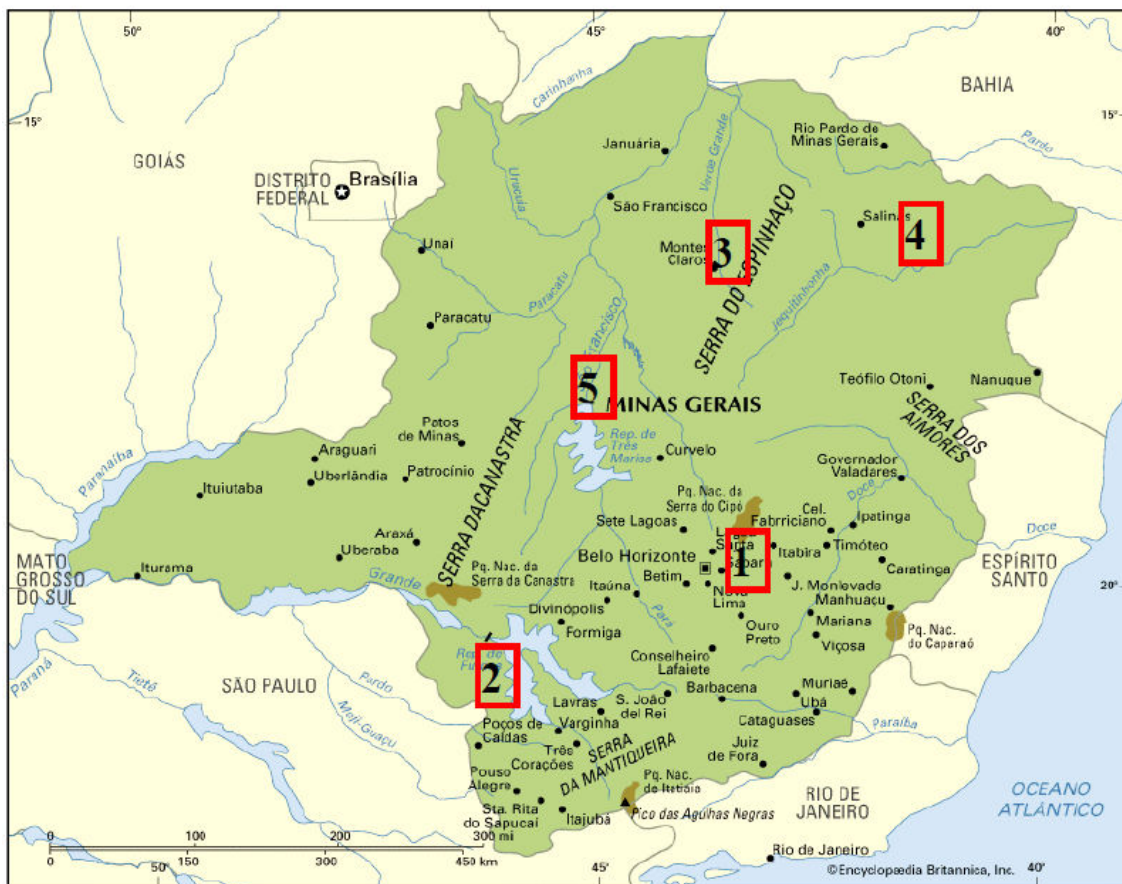 50°
45°
40°
BAHIA
Carinhanha
15°
15°
GOIÁS
Januária
Verde Grande
Rio Pardo de
Minas Gerais
Pardo
DISTRITO
FEDERAL
Brasília
Urucuia
São Francisco
Salinas
4
Unaí
Montes
Claros
3
SERRA DO ESPINHAÇO
Jequitinhonha
Paracatu
Paracatu
5
MINAS GERAIS
Teófilo Otoni
Nanuque
SERRA DOS
AIMORÉS
Patos
de Minas
Rep. de
Três
Marias
Curvelo
Araguari
Uberlândia
Patrocínio
SERRA DACANASTRA
Governador
Valadares
Paranaíba
Ituiutaba
Pq. Nac. da
Serra do Cipó
Doce
Cel.
Fabrriciano
Ipatinga
Sete Lagoas
Doce
Araxá
Belo Horizonte
1
Itabira
Timóteo
Uberaba
MATO
GROSSO
DO SUL
Iturama
Pq. Nac. da
Serra da Canastra
Itaúna
Betim
Caratinga
ESPÍRITO
SANTO
Grande
Nova
Lima
J. Monlevade
Manhuaçu
20°
20°
Divinópolis
Pará
Formiga
Ouro
Preto
Mariana
Viçosa
Pq. Nac.
do Caparaó
Conselheiro
Lafaiete
Rep. de
2
Paraná
Tietê
SÃO PAULO
Pardo
Barbacena
Muriaé
Ubá
Lavras
S. João
del Rei
Mogi-Guaçu
Poços de
Caldas
Varginha
Cataguases
Paraíba
Três
Corações
SERRA
DA MANTIQUEIRA
Juiz
de Fora
Pouso
Alegre
Pq. Nac.
do Itatiaia
RIO DE
JANEIRO
OCEANO
ATLÂNTICO
Sta. Rita
do Sapucaí
Itajubá
Pico das Agulhas Negras
0 100 200 300 mi
0 150 300 450 km
Rio de Janeiro
50°
45°
40°
©Encyclopædia Britannica, Inc.